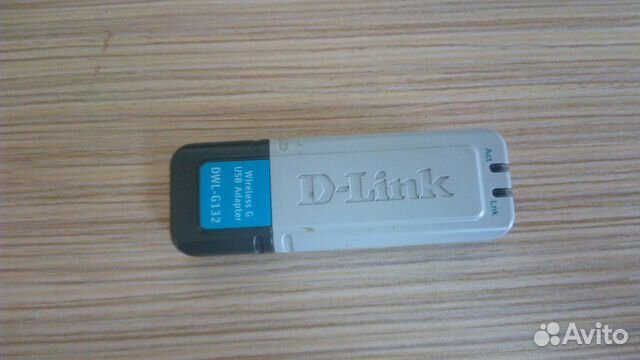 Wireless G
USB Adapter
DWL-G132
D-Link
Act
Lnk
Avito